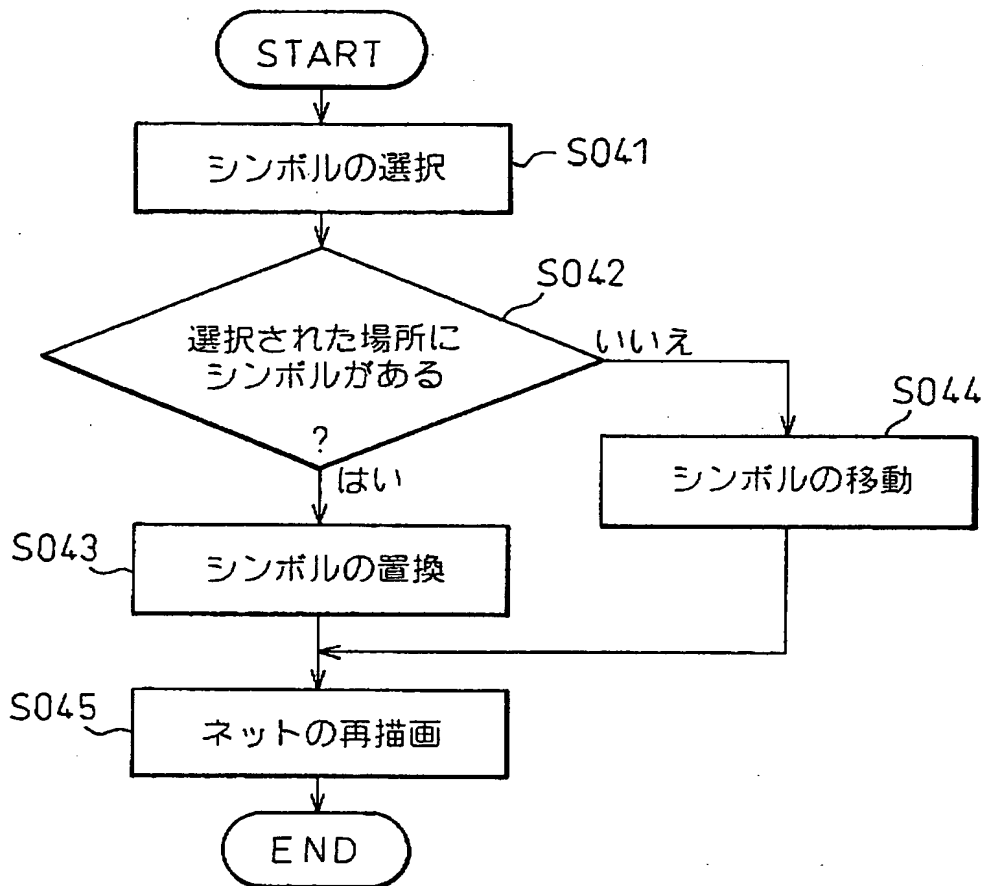 START
シンボルの選択
S041
S042
選択された場所に
シンボルがある
?
いいえ
はい
S044
シンボルの移動
S043
シンボルの置換
S045
ネットの再描画
END